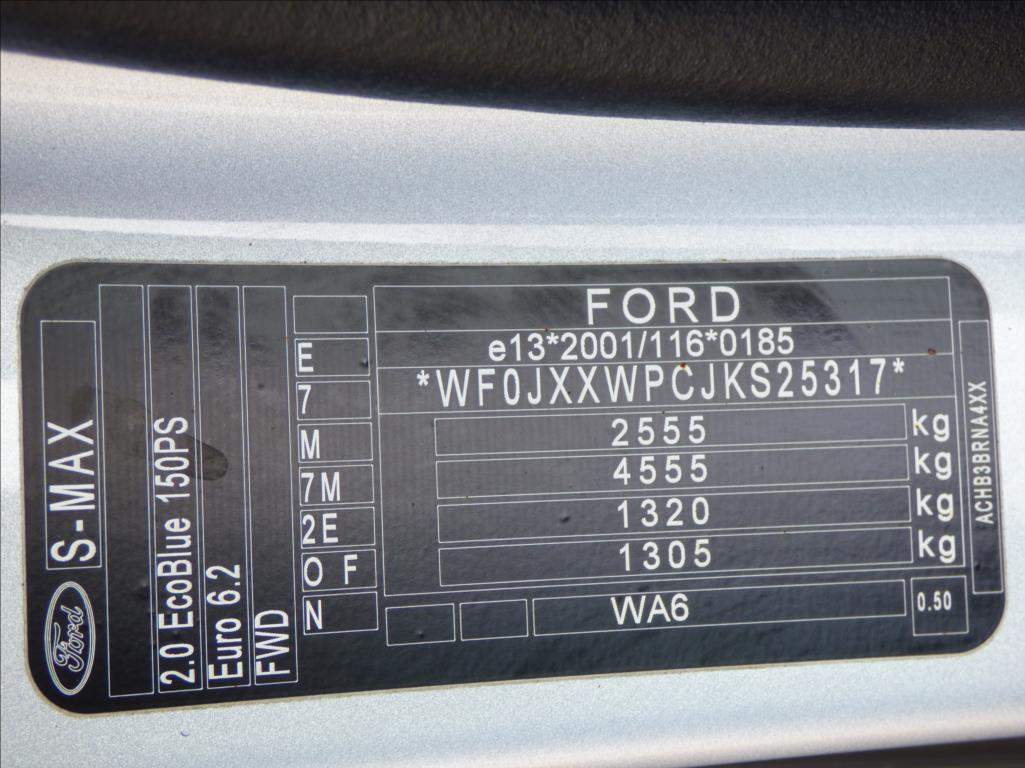 FORD
e13*2001/116*0185
*WF0JXXWPCJKS25317*
2555 kg
4555 kg
1320 kg
1305 kg
WA6
0.50
E
7
M
7M
2E
O F
N
Ford
S-MAX
2.0 EcoBlue 150PS
Euro 6.2
FWD
ACHB3BRNA4XX